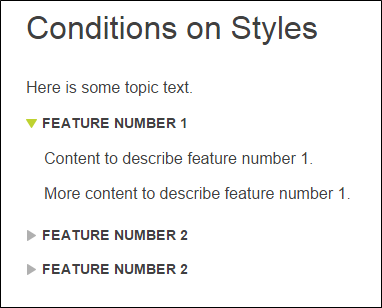 Conditions on Styles
Here is some topic text.
FEATURE NUMBER 1
Content to describe feature number 1.
More content to describe feature number 1.
FEATURE NUMBER 2
FEATURE NUMBER 2